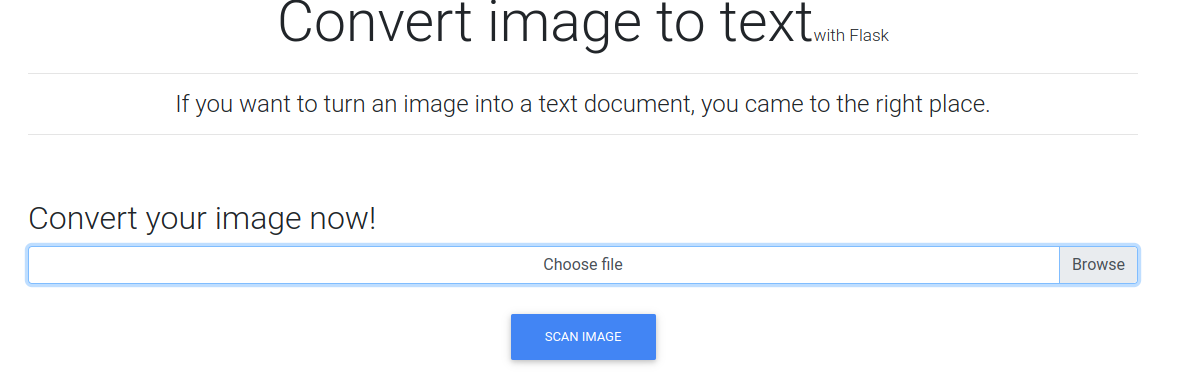 Convert image to text with Flask
If you want to turn an image into a text document, you came to the right place.
Convert your image now!
Choose file Browse
SCAN IMAGE